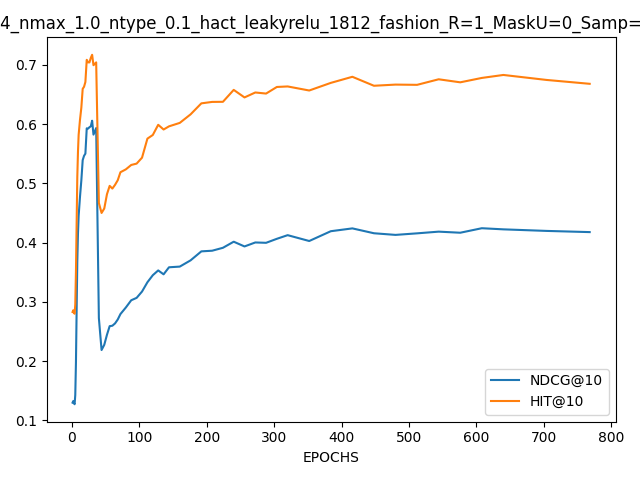 4_nmax_1.0_ntype_0.1_hact_leakyrelu_1812_fashion_R=1_MaskU=0_Samp=
0.7
0.6
0.5
0.4
0.3
0.2
0.1
0 100 200 300 400 500 600 700 800
EPOCHS
NDCG@10
HIT@10